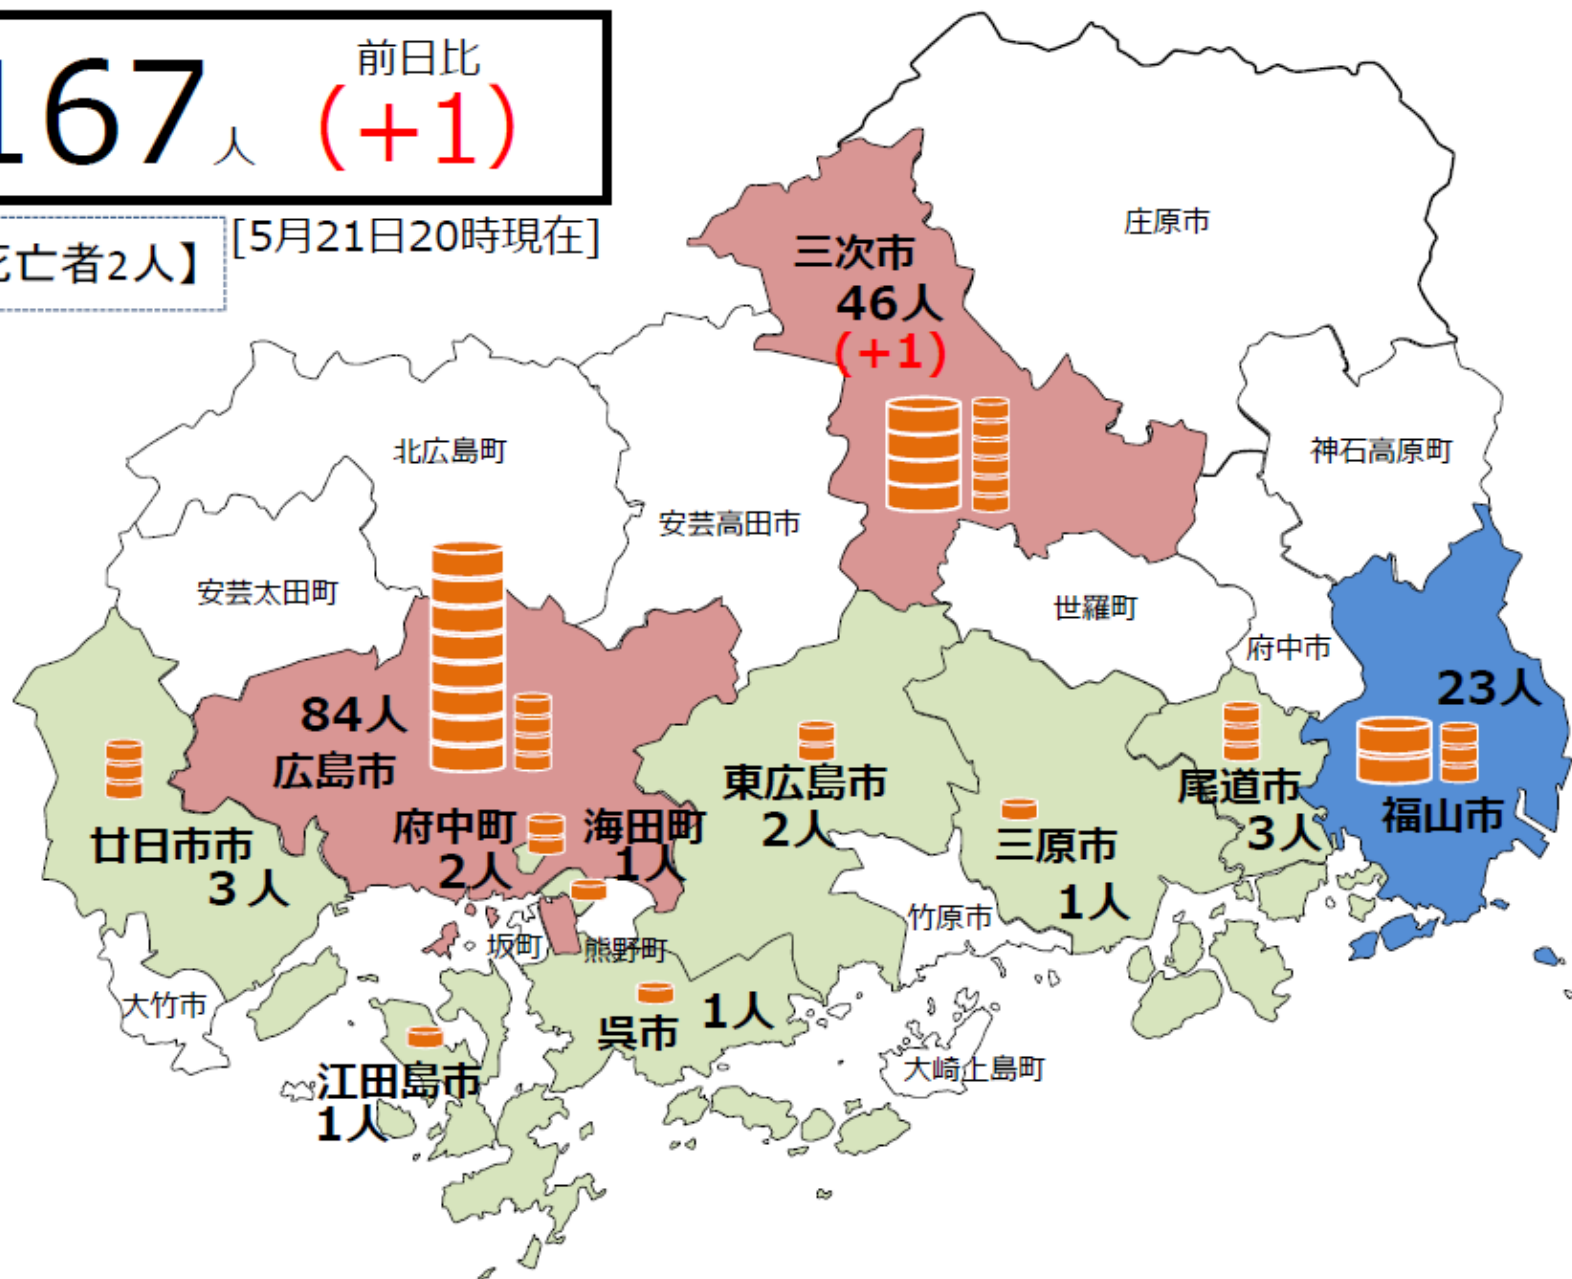 前日比
167人 (+1)
[5月21日20時現在]
死亡者2人】
庄原市
三次市
46人
(+1)
北広島町
神石高原町
安芸高田市
安芸太田町
世羅町
府中市
23人
福山市
84人
広島市
東広島市
2人
尾道市
3人
府中町
2人
海田町
1人
廿日市市
3人
三原市
1人
竹原市
坂町
熊野町
大竹市
呉市
1人
大崎上島町
江田島市
1人